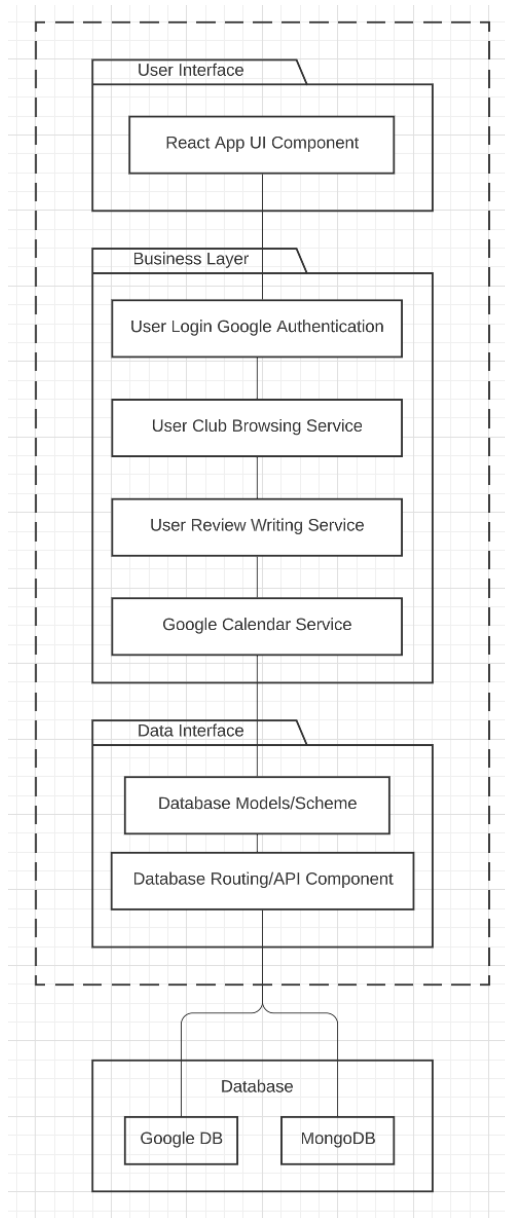 User Interface
React App UI Component
Business Layer
User Login Google Authentication
User Club Browsing Service
User Review Writing Service
Google Calendar Service
Data Interface
Database Models/Scheme
Database Routing/API Component
Database
Google DB
MongoDB